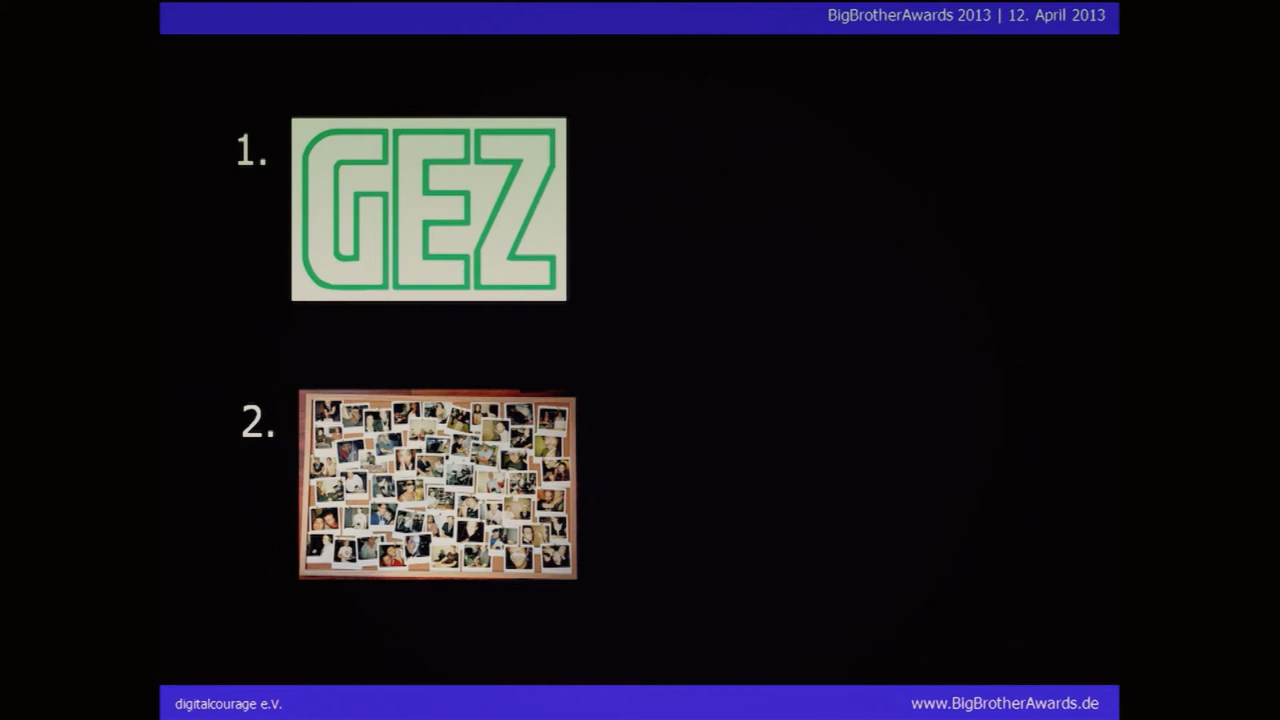 BigBrotherAwards 2013 | 12. April 2013
1.
GEZ
2.
digitalcourage e.V.
www.BigBrotherAwards.de